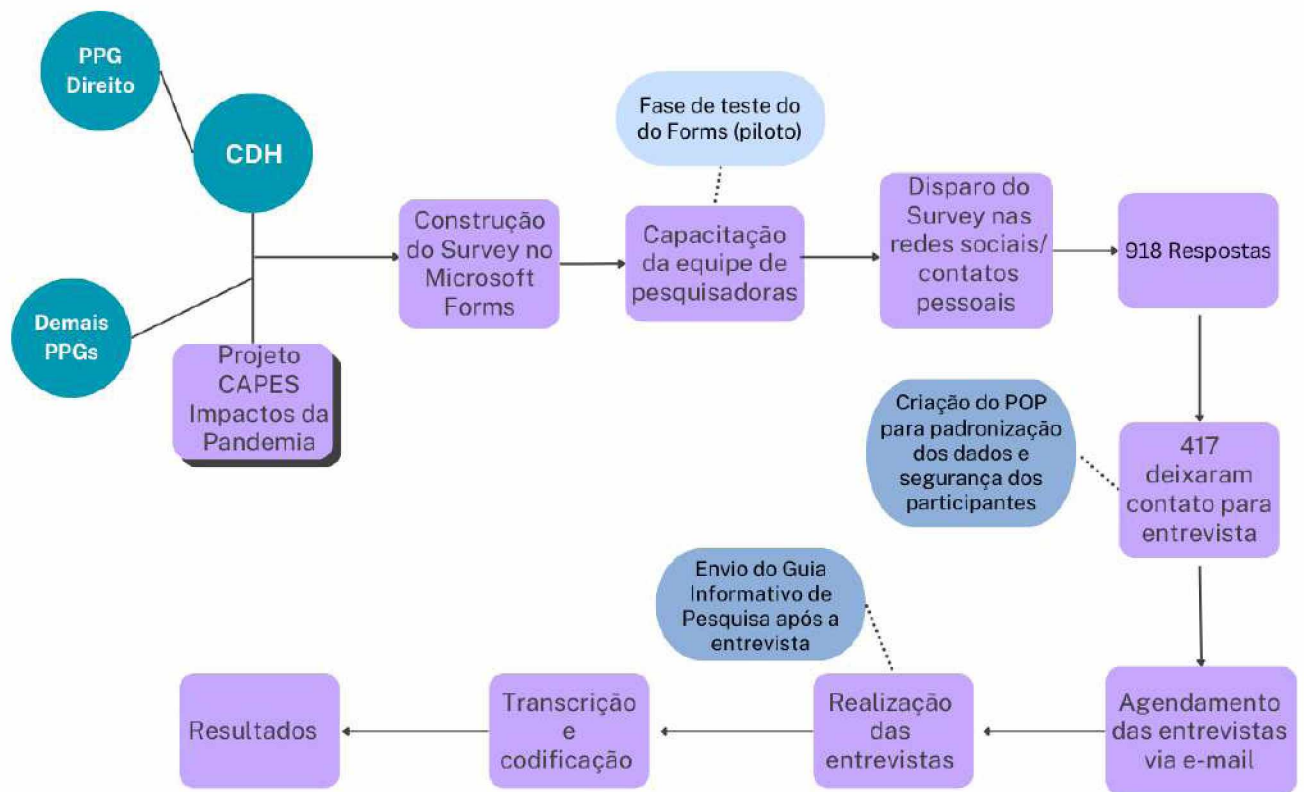 PPG
Direito
CDH
Demais
PPGs
Projeto
CAPES
Impactos da
Pandemia
Construção
do Survey no
Microsoft
Forms
Fase de teste do
do Forms (piloto)
Capacitação
da equipe de
pesquisadoras
Disparo do
Survey nas
redes sociais/
contatos
pessoais
918 Respostas
Criação do POP
para padronização
dos dados e
segurança dos
participantes
417
deixaram
contato para
entrevista
Agendamento
das entrevistas
via e-mail
Envio do Guia
Informativo de
Pesquisa após a
entrevista
Realização
das
entrevistas
Transcrição
e
codificação
Resultados